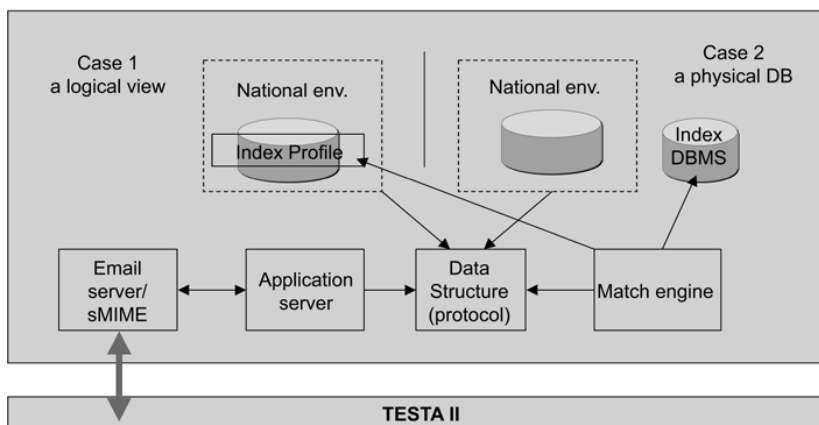 Case 1
a logical view
National env.
Index Profile
National env.
Case 2
a physical DB
Index
DBMS
Email
server/
sMIME
Application
server
Data
Structure
(protocol)
Match engine
TESTA II